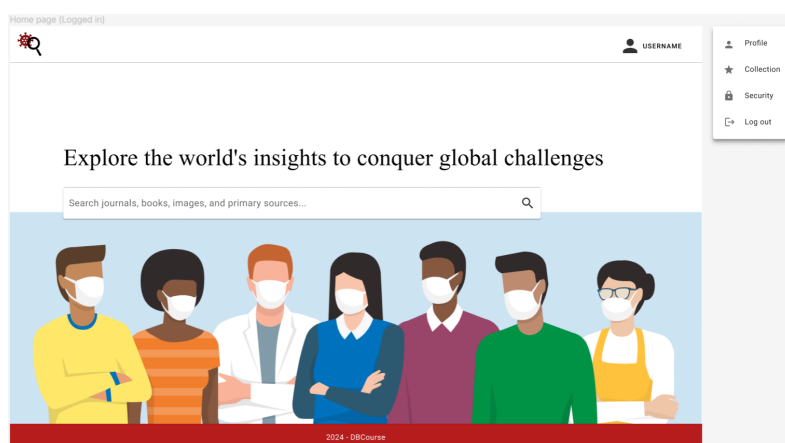 Home page (Logged in)
USERNAME
Profile
Collection
Security
Log out
Explore the world's insights to conquer global challenges
Search journals, books, images, and primary sources...
2024 - DBCourse